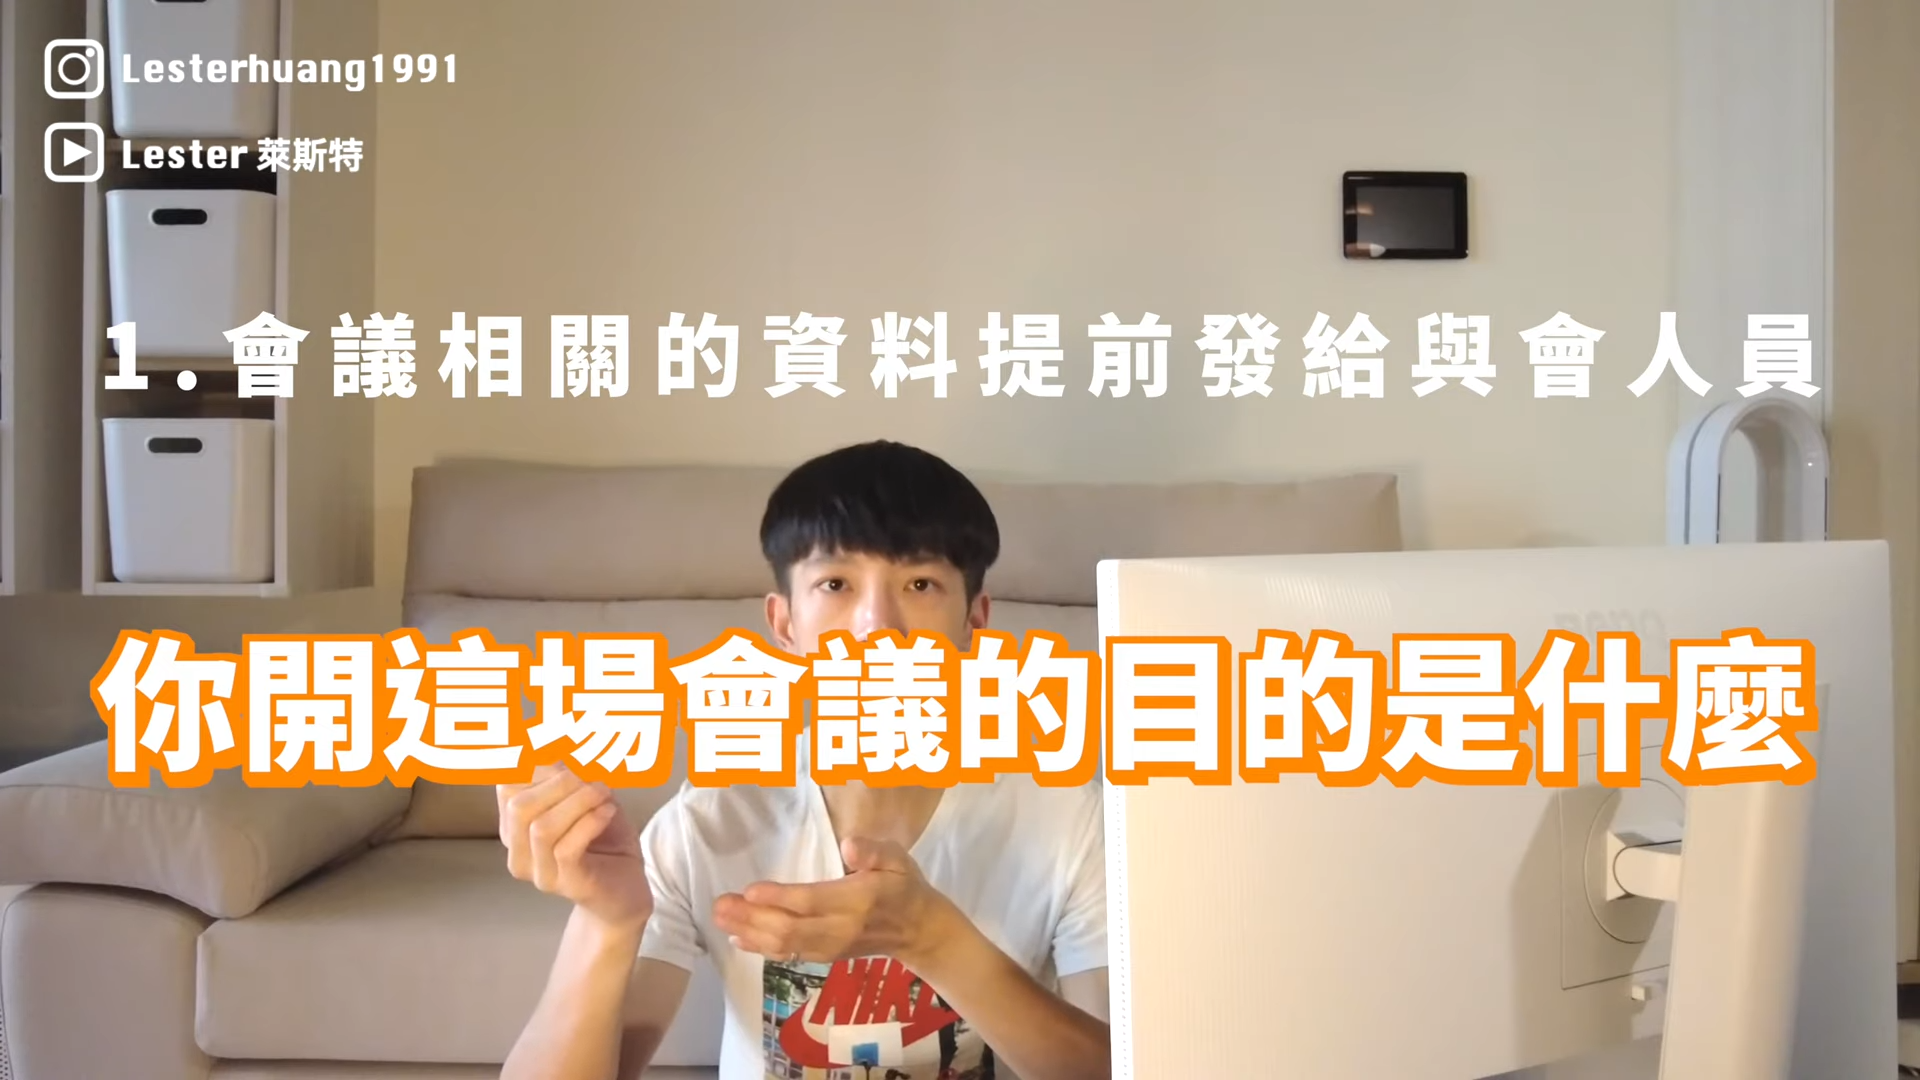 Lesterhuang1991
Lester 萊斯特
1.會議相關的資料提前發給與會人員
你開這場會議的目的是什麼
NIKE